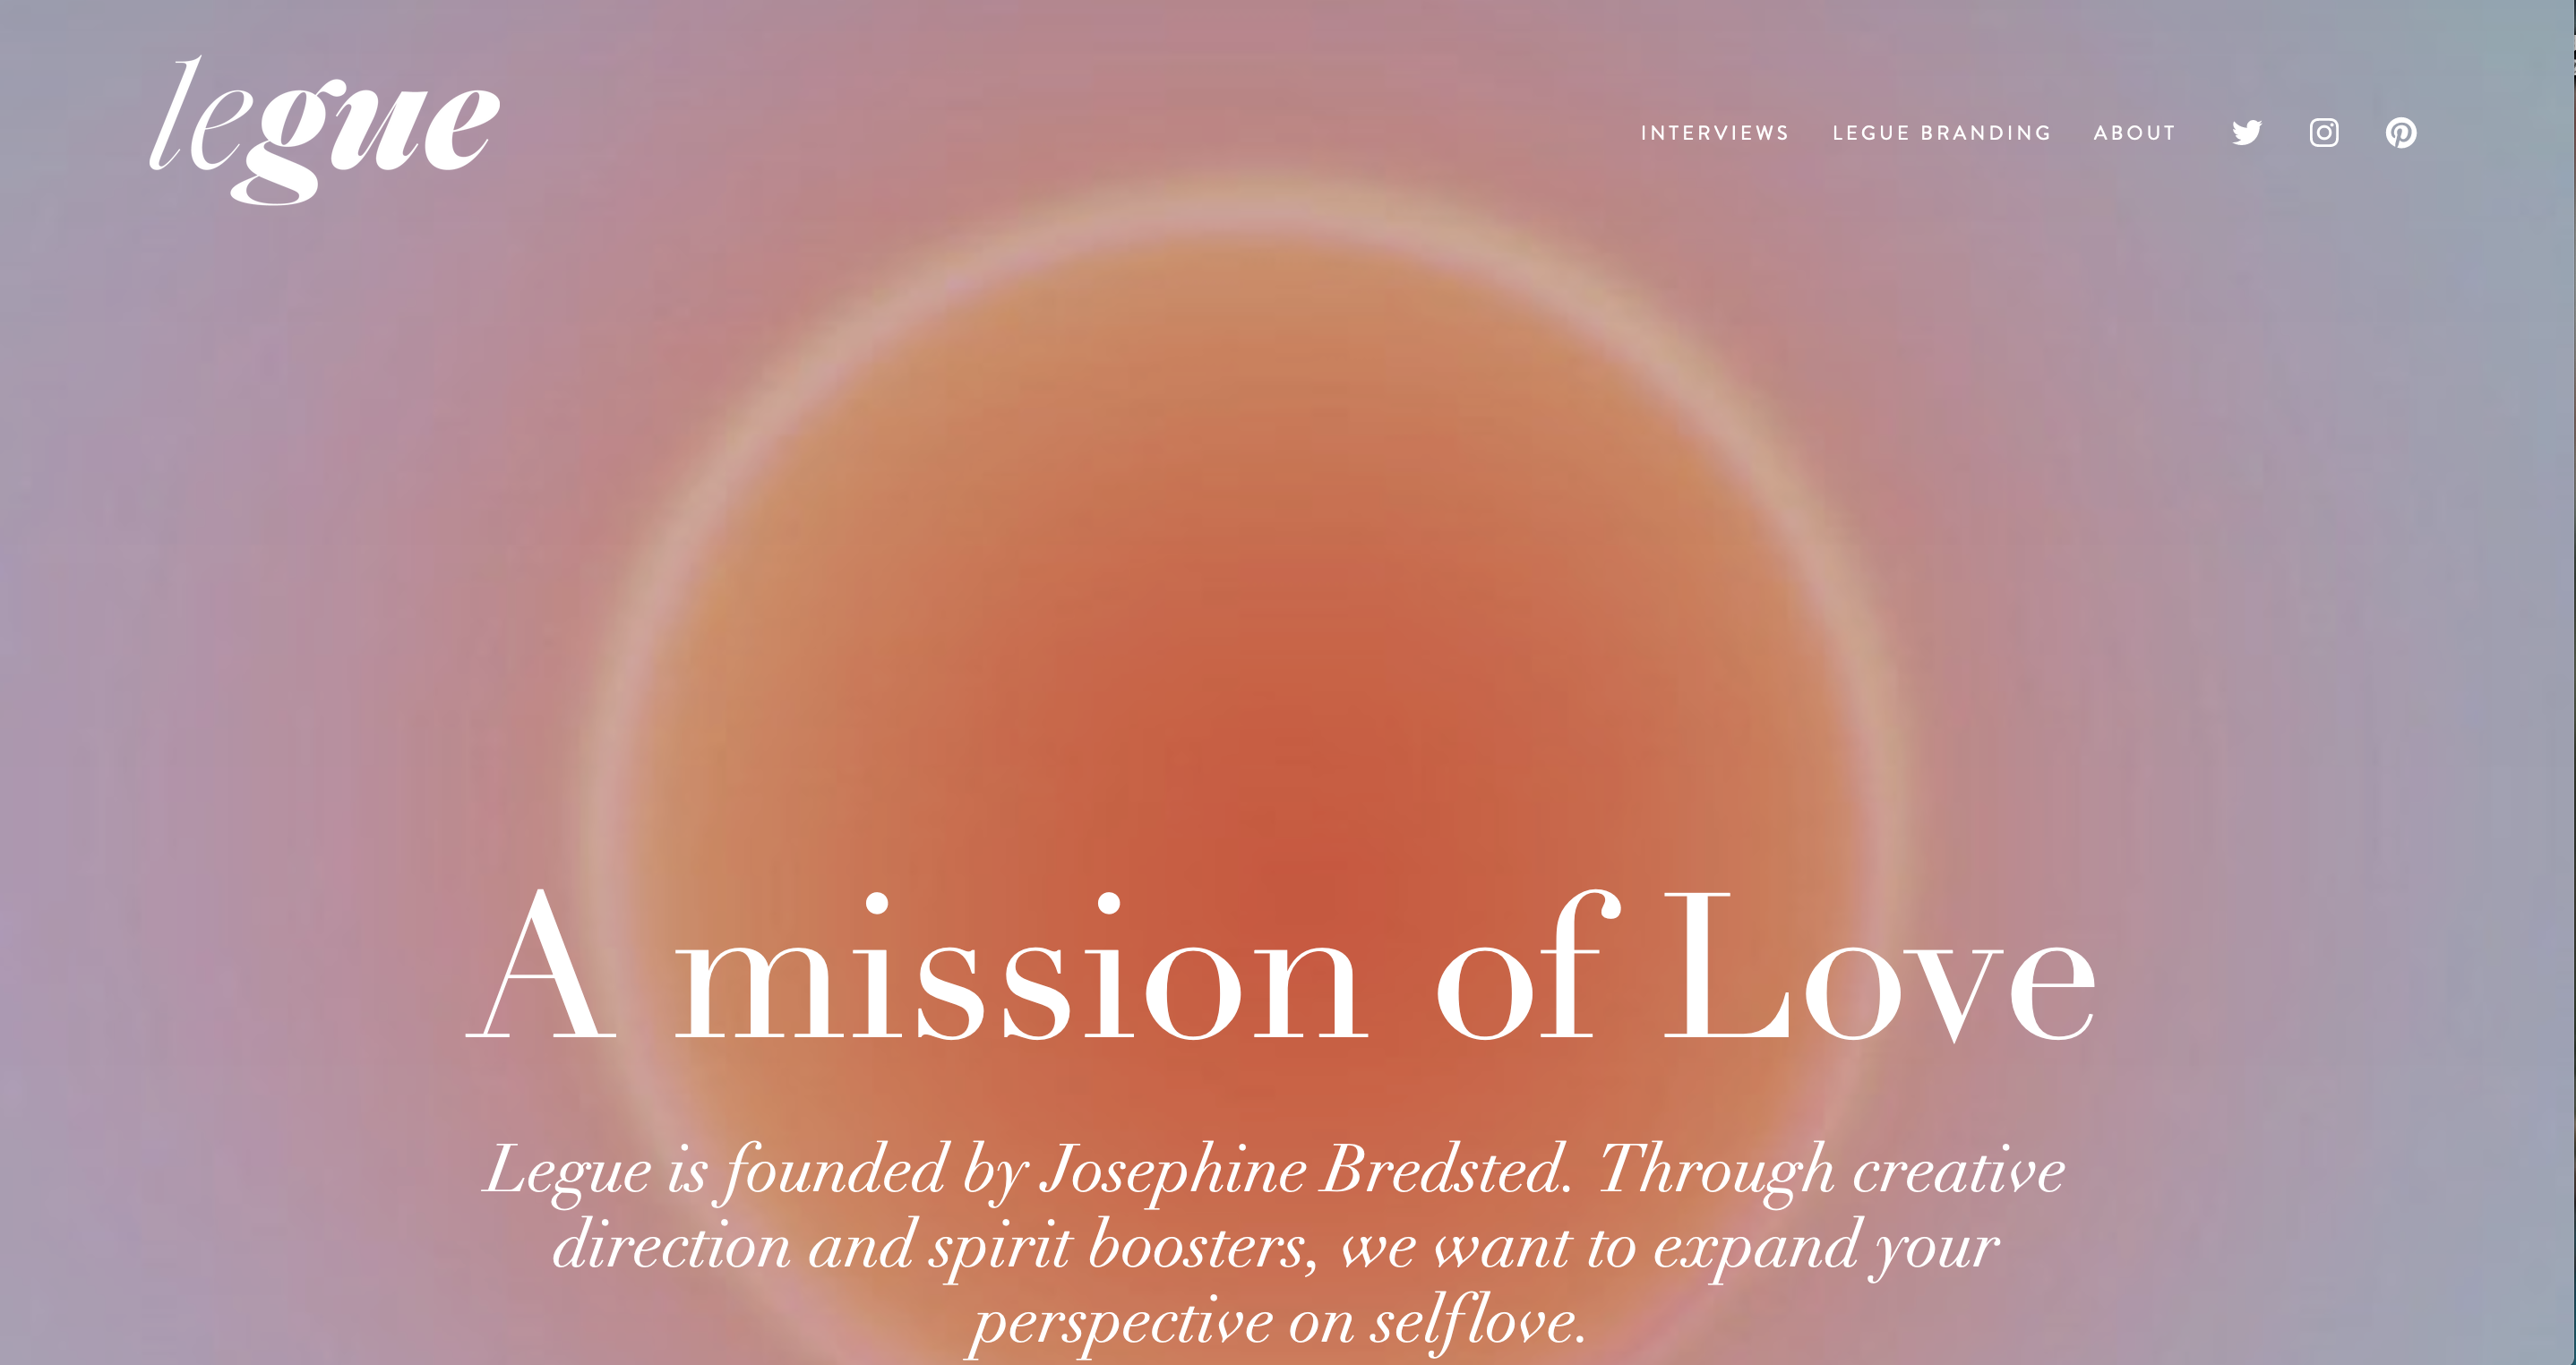 legue
INTERVIEWS LEGUE BRANDING ABOUT
A mission of Love
Legue is founded by Josephine Bredsted. Through creative
direction and spirit boosters, we want to expand your
perspective on selflove.